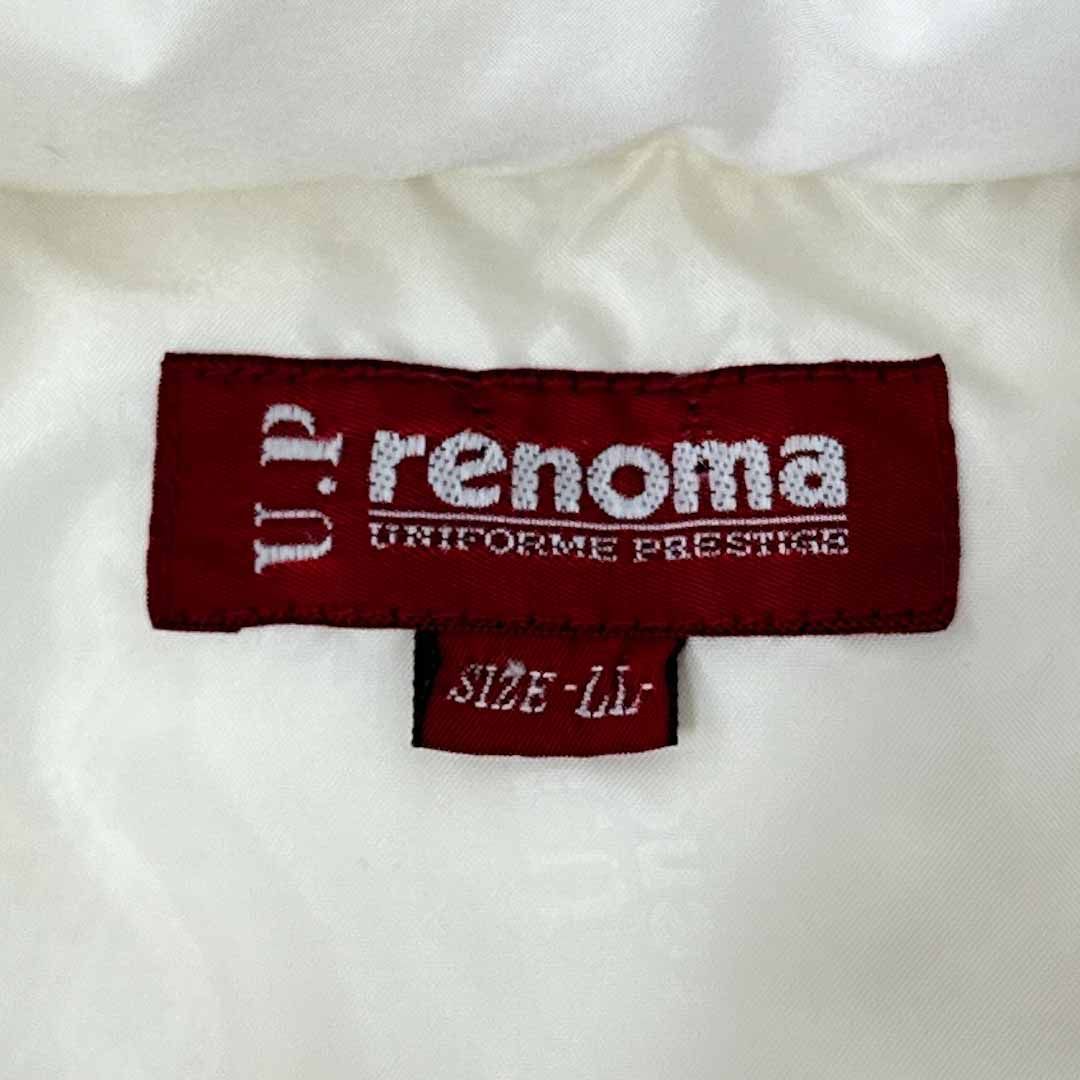 U.P
renoma
UNIFORME PRESTIGE
SIZE -LL-